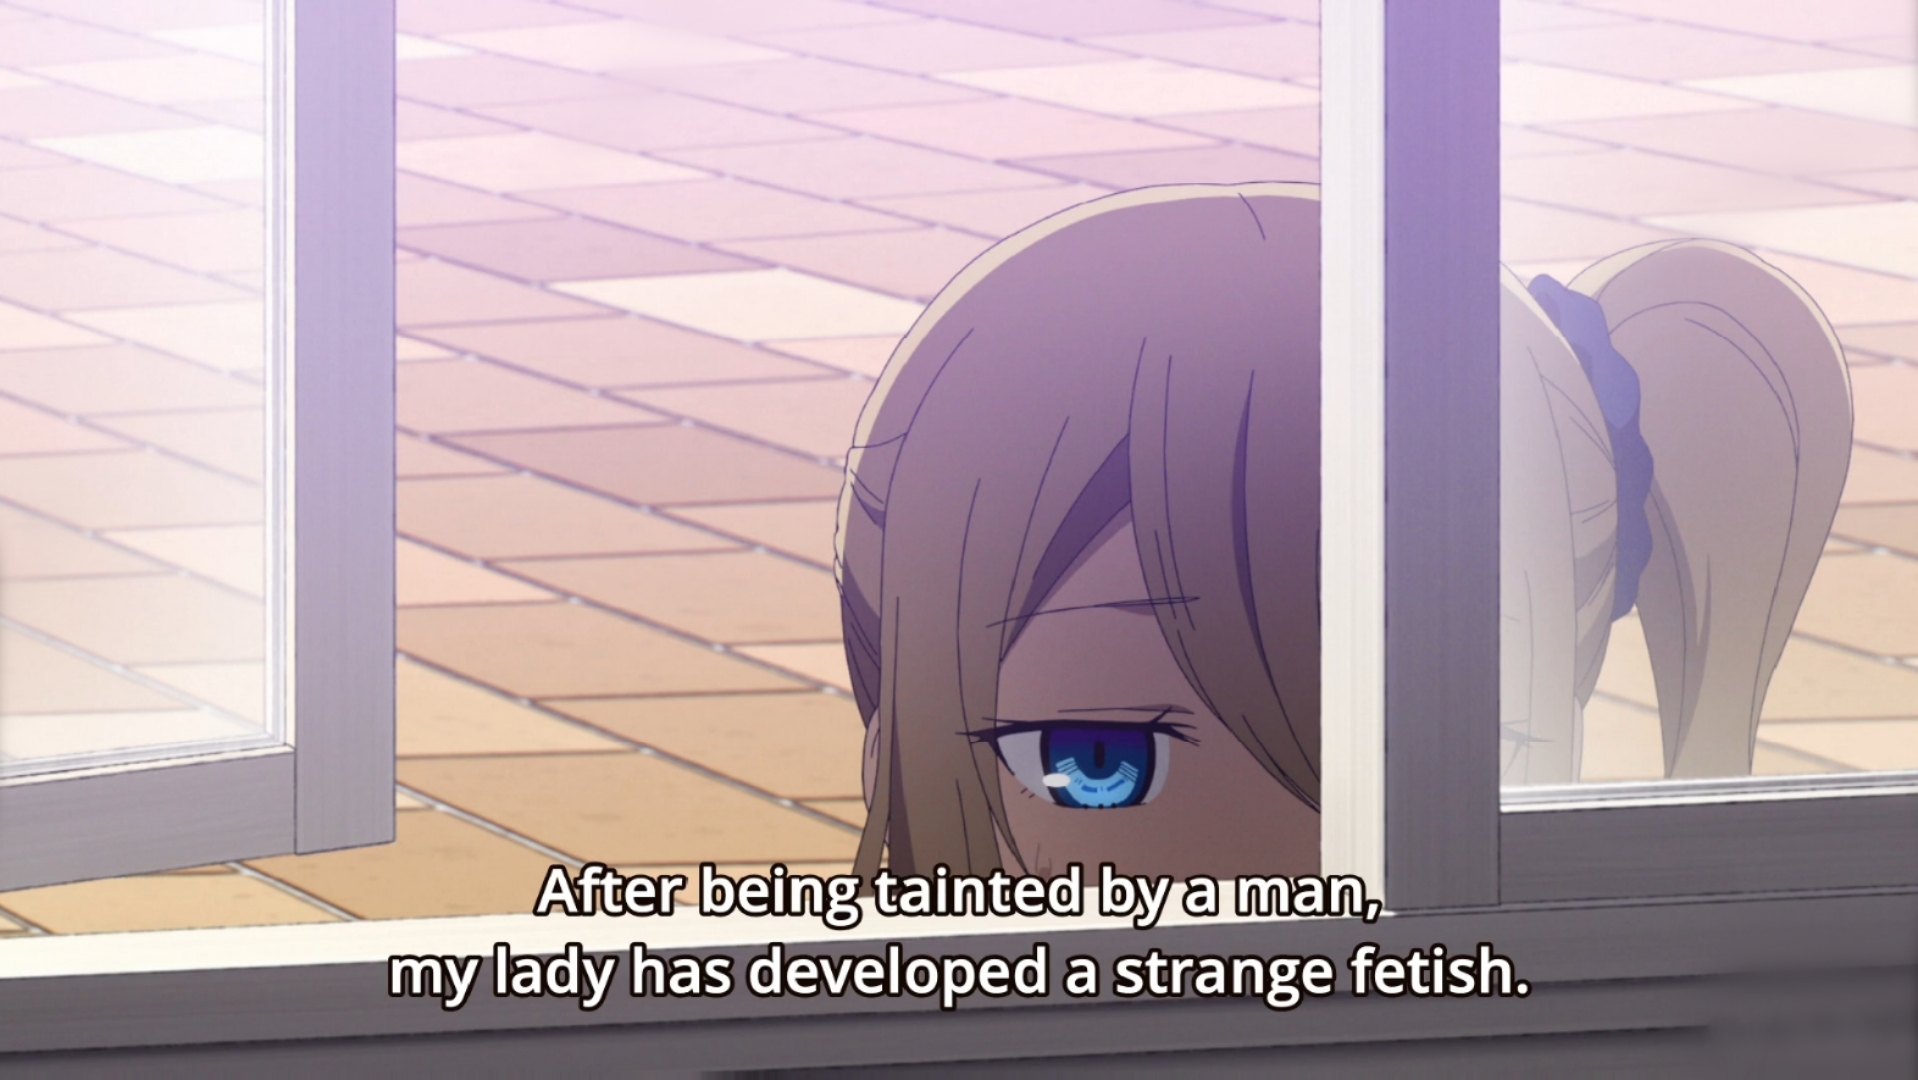 After being tainted by a man,
my lady has developed a strange fetish.